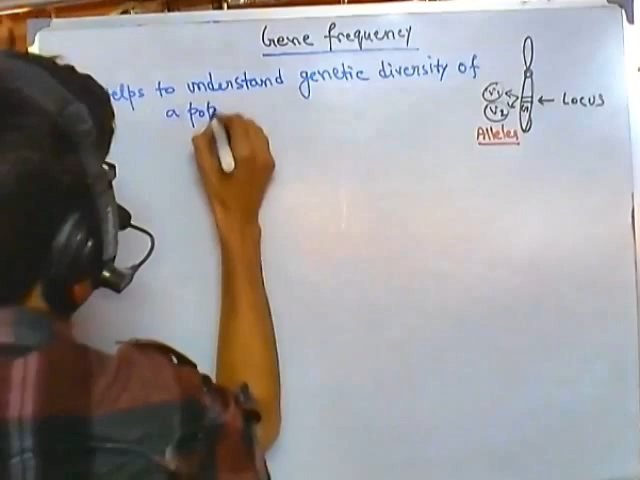 Gene frequency
elps to understand genetic diversity of
a pop
V1
V2
Locus
Alleles